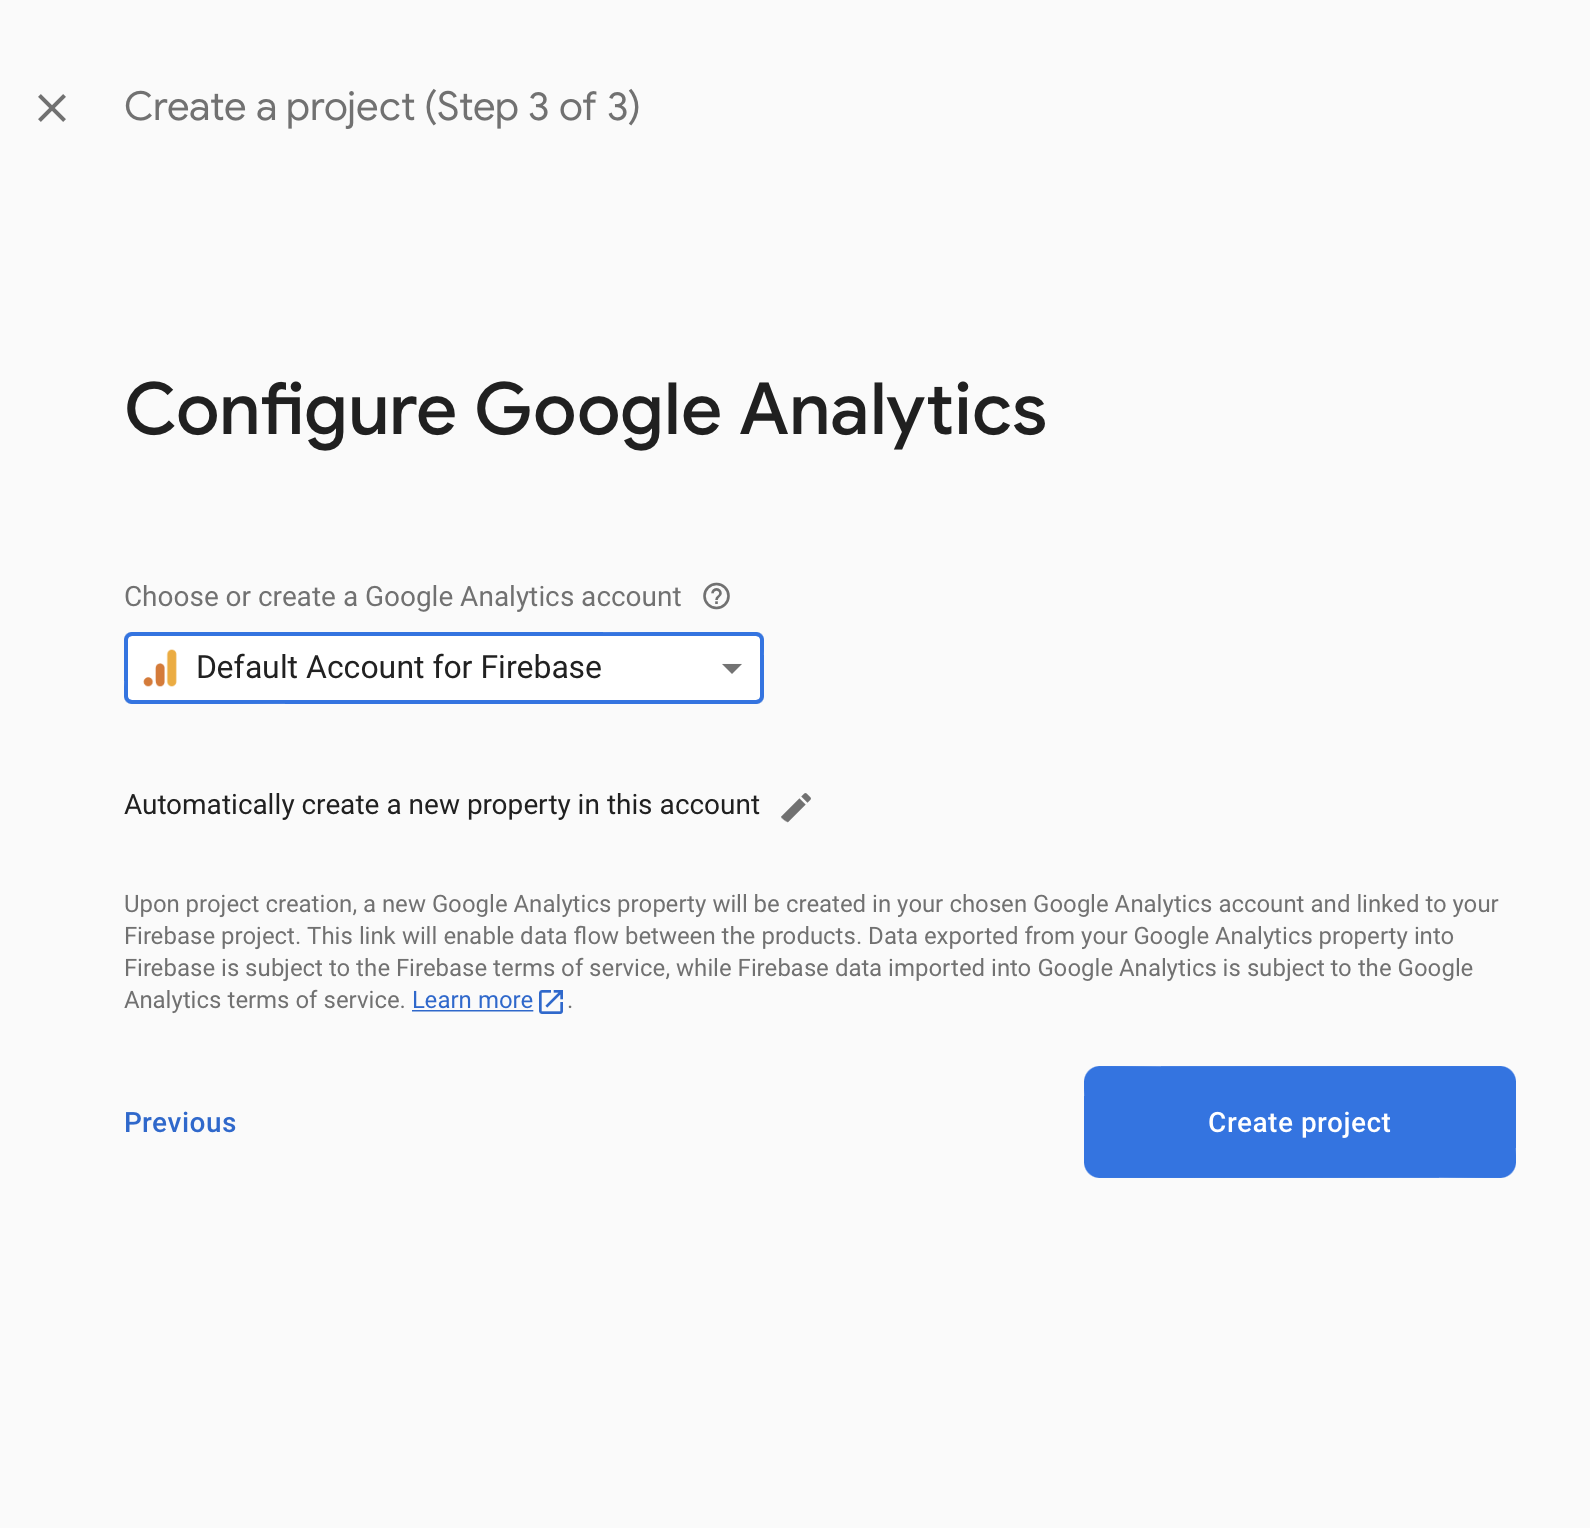 Create a project (Step 3 of 3)
Configure Google Analytics
Choose or create a Google Analytics account
Default Account for Firebase
Automatically create a new property in this account
Upon project creation, a new Google Analytics property will be created in your chosen Google Analytics account and linked to your
Firebase project. This link will enable data flow between the products. Data exported from your Google Analytics property into
Firebase is subject to the Firebase terms of service, while Firebase data imported into Google Analytics is subject to the Google
Analytics terms of service. Learn more.
Previous
Create project